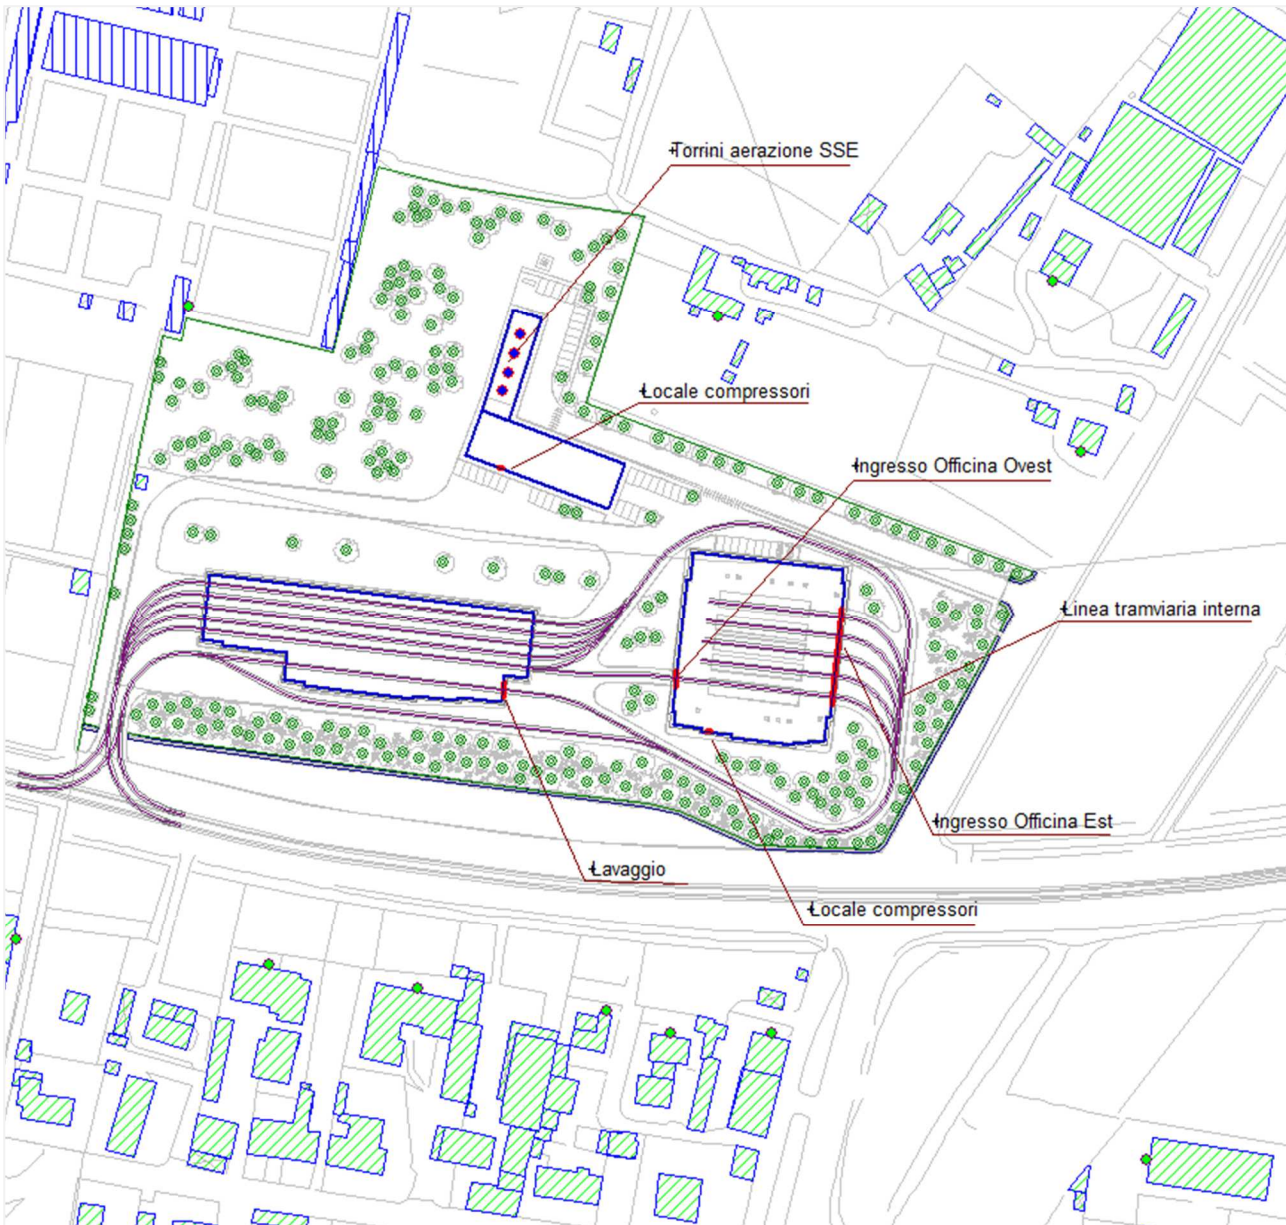 Torrini aerazione SSE
Locale compressori
Ingresso Officina Ovest
Linea tramviaria interna
Ingresso Officina Est
Lavaggio
Locale compressori